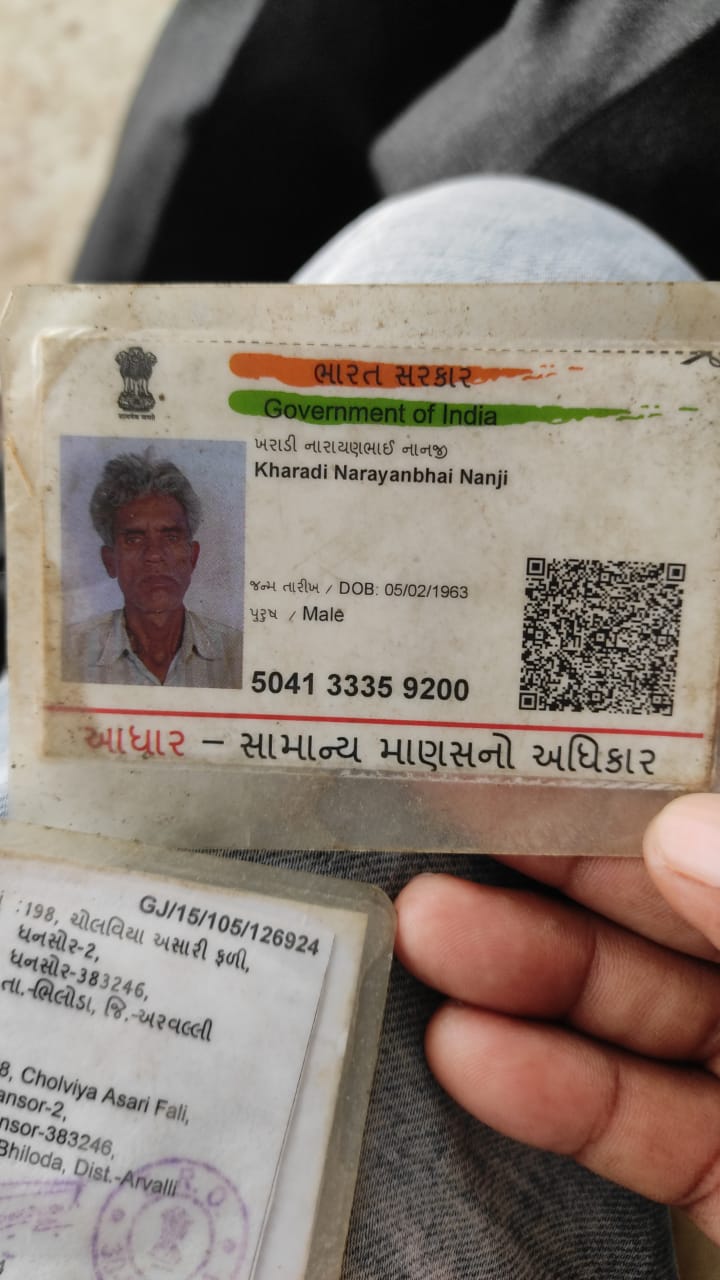 ભારત સરકાર
Government of India
ખરાડી નારાયણભાઈ નાનજી
Kharadi Narayanbhai Nanji
જન્મ તારીખ / DOB: 05/02/1963
પુરુષ / Male
5041 3335 9200
આધાર – સામાન્ય માણસનો અધિકાર
GJ/15/105/126924
:198, ચોલવિયા અસારી ફળી,
ધનસોર-2,
ધનસોર-383246,
તા.-ભિલોડા, જિ.-અરવલ્લી
8, Cholviya Asari Fali,
ansor-2,
nsor-383246,
Bhiloda, Dist.-Arvalli
R.O